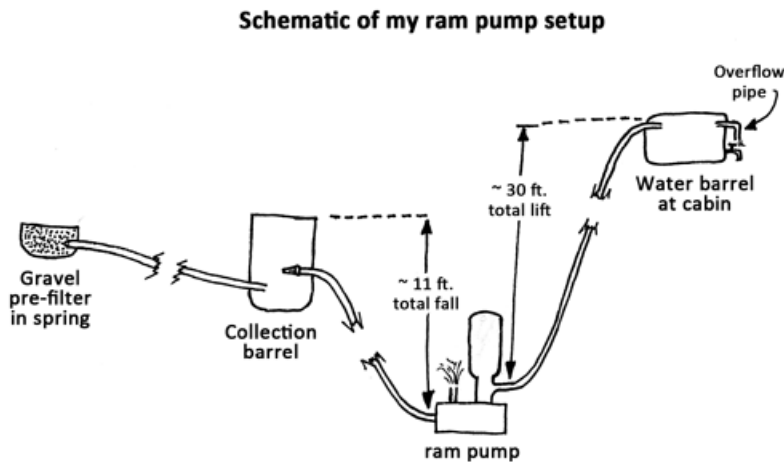 Schematic of my ram pump setup
Overflow
pipe
~ 30 ft.
total lift
Water barrel
at cabin
Gravel
pre-filter
in spring
~ 11 ft.
total fall
Collection
barrel
ram pump